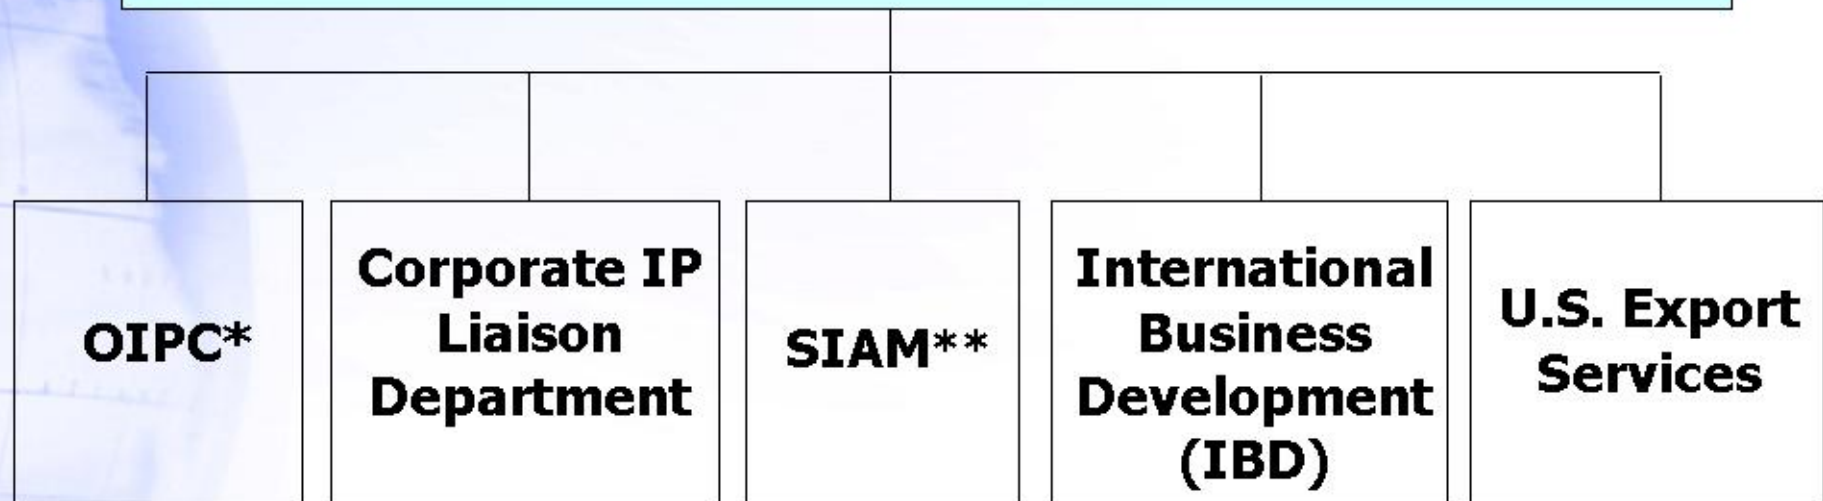 OIPC*
Corporate IP
Liaison
Department
SIAM**
International
Business
Development
(IBD)
U.S. Export
Services